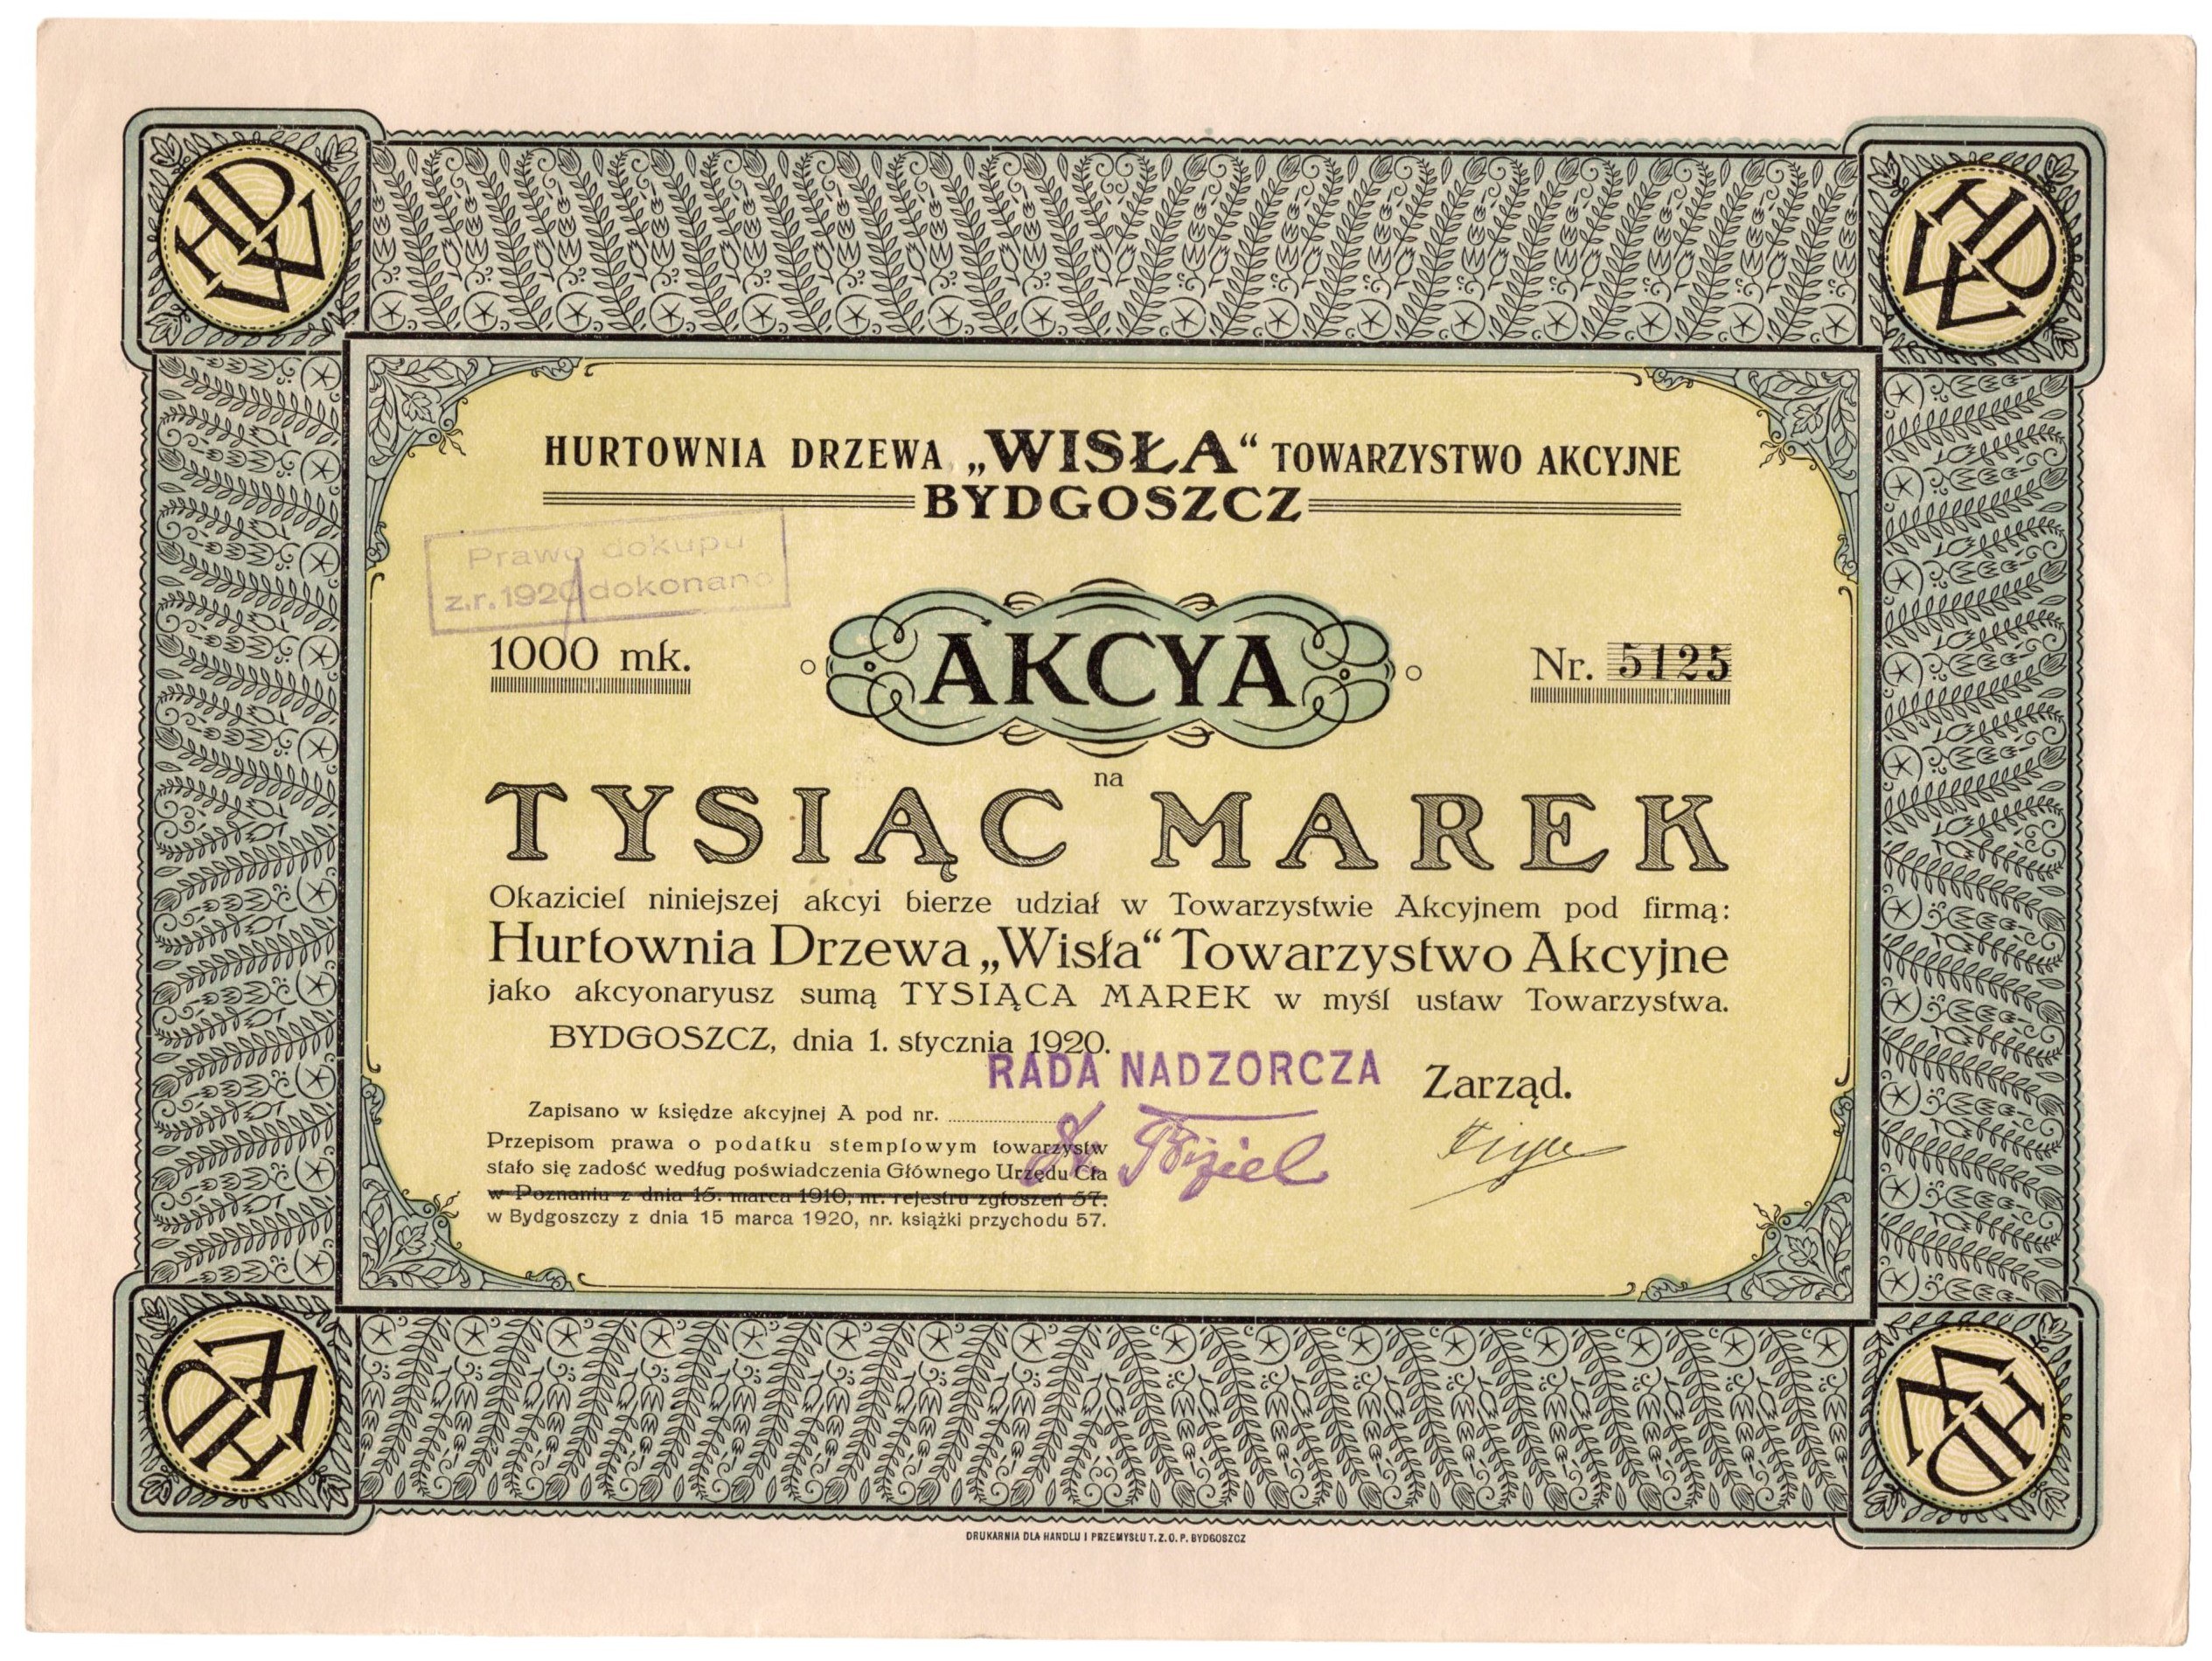 HDW
HDW
HURTOWNIA DRZEWA „WISŁA“ TOWARZYSTWO AKCYJNE
BYDGOSZCZ
Prawo dokupu
z.r. 1920 dokonano
1000 mk.
AKCYA
Nr. 5125
na
TYSIĄC MAREK
Okaziciel niniejszej akcyi bierze udział w Towarzystwie Akcyjnem pod firmą:
Hurtownia Drzewa „Wisła“ Towarzystwo Akcyjne
jako akcyonaryusz sumą TYSIĄCA MAREK w myśl ustaw Towarzystwa.
BYDGOSZCZ, dnia 1. stycznia 1920.
RADA NADZORCZA
Zarząd.
Zapisano w księdze akcyjnej A pod nr.
Przepisom prawa o podatku stemplowym towarzystw
stało się zadość według poświadczenia Głównego Urzędu Cła
w Poznaniu z dnia 15. marca 1910, nr. rejestru zgłoszeń 57.
w Bydgoszczy z dnia 15 marca 1920, nr. książki przychodu 57.
HDW
HDW
DRUKARNIA DLA HANDLU I PRZEMYSŁU T. Z. O. P. BYDGOSZCZ